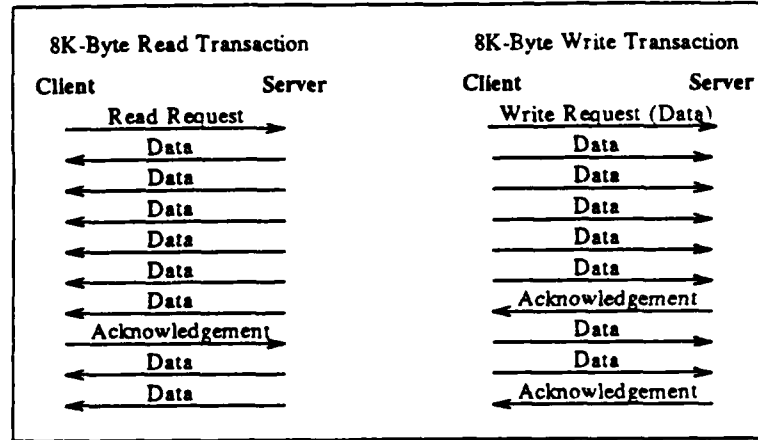 8K-Byte Read Transaction
Client Server
Read Request
Data
Data
Data
Data
Data
Data
Acknowledgement
Data
Data
8K-Byte Write Transaction
Client Server
Write Request (Data)
Data
Data
Data
Data
Data
Acknowledgement
Data
Data
Acknowledgement